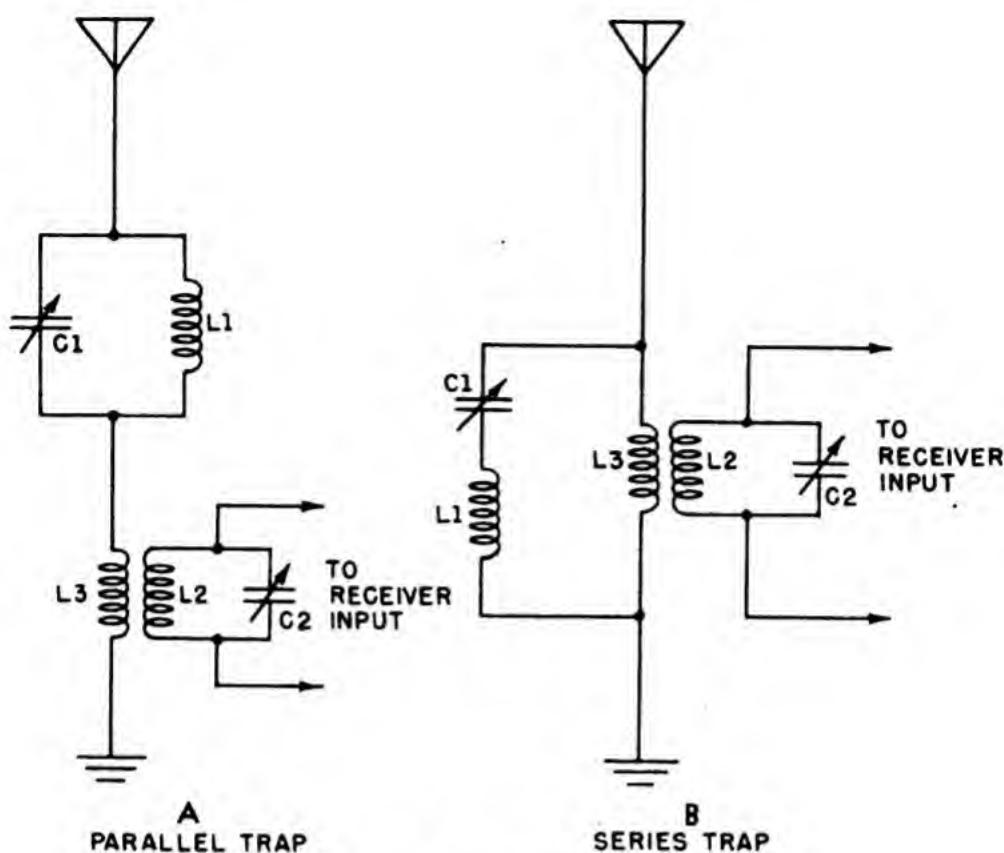 C1
L1
L3
L2
C2
TO
RECEIVER
INPUT
A
PARALLEL TRAP
C1
L1
L3
L2
C2
TO
RECEIVER
INPUT
B
SERIES TRAP